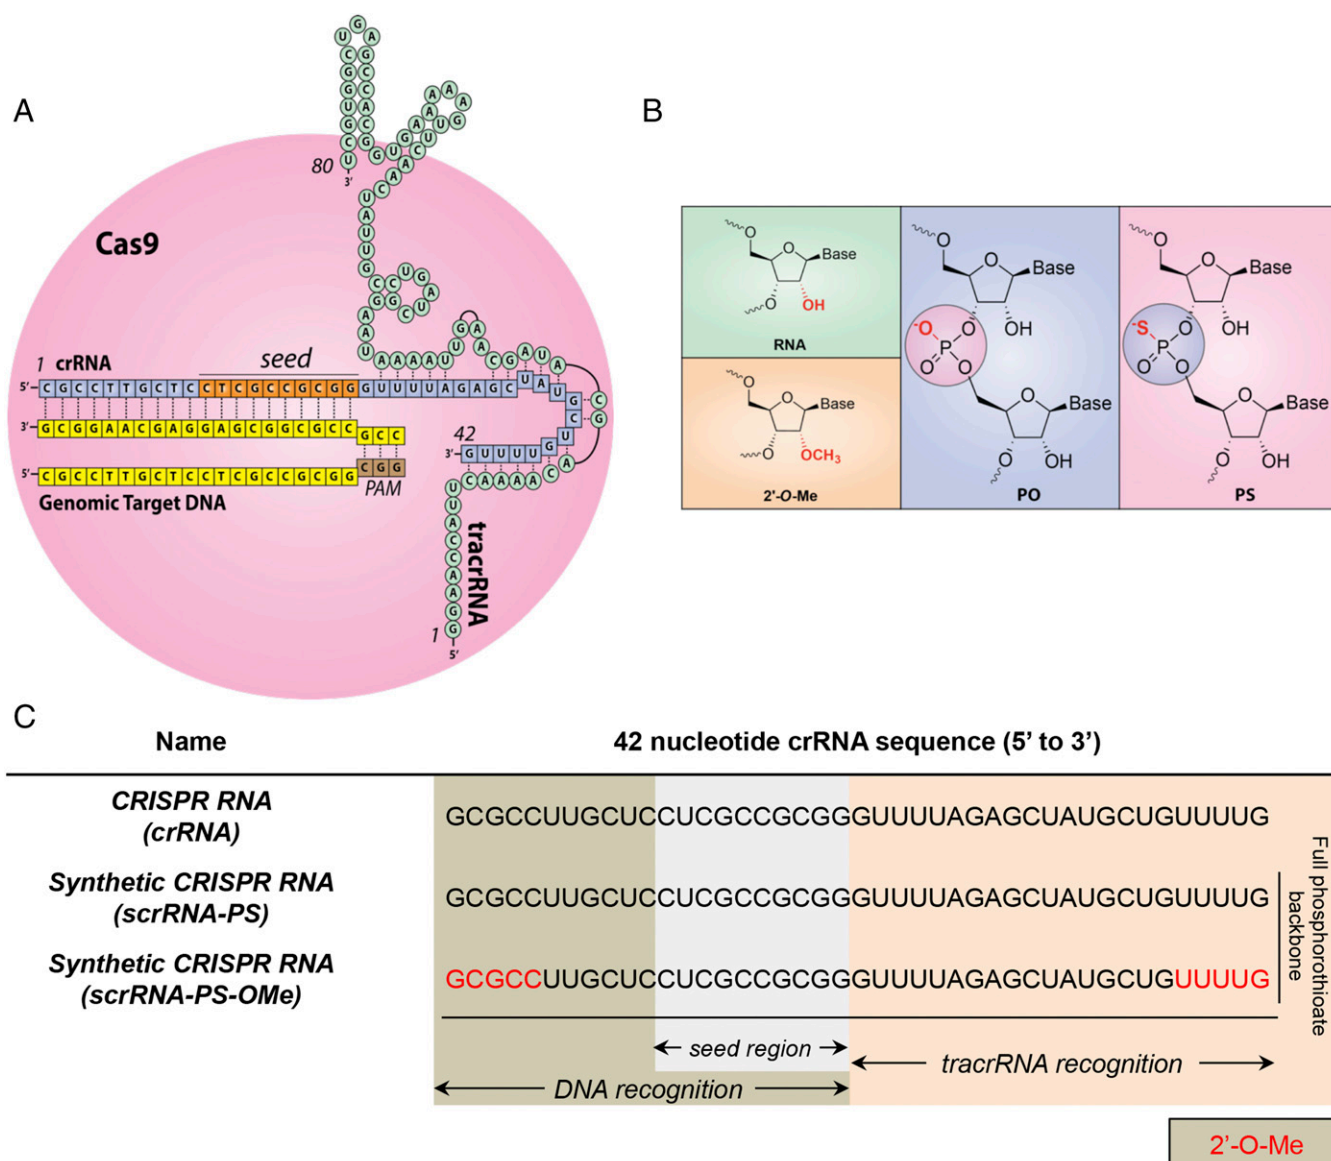 A
Cas9
U G A
C G G U G C U
G C C A C G G
U G A A A A A G U U C A A C
80
3'
U A U U G
C C U G A U C G G
A A U A A A A U U G A A C G A U A C G A
1 crRNA
seed
5'- C G C C T T G C T C C T C G C C G C G G G U U U U A G A G C U A U G C U G
3'- G C G G A A C G A G G A G C G G C G C C G C C
42
3'- G U U U U
5'- C G C C T T G C T C C T C G C C G C G G C G G
PAM
Genomic Target DNA
U A C A A A A C
U A C C A A G G
tracrRNA
1
5'
B
O
O
Base
O
OH
RNA
O
O
Base
O
OCH₃
2'-O-Me
O
O
Base
⁻O
O
OH
P
O
O
O
Base
O
OH
PO
O
O
Base
⁻S
O
OH
P
O
O
O
Base
O
OH
PS
C
Name
42 nucleotide crRNA sequence (5’ to 3’)
CRISPR RNA
(crRNA)
GCGCCUUGCUCCUCGCCGCGGGUUUUAGAGCUAUGCUGUUUUG
Synthetic CRISPR RNA
(scrRNA-PS)
GCGCCUUGCUCCUCGCCGCGGGUUUUAGAGCUAUGCUGUUUUG
Synthetic CRISPR RNA
(scrRNA-PS-OMe)
GCGCCUUGCUCCUCGCCGCGGGUUUUAGAGCUAUGCUGUUUUG
Full phosphorothioate
backbone
seed region
tracrRNA recognition
DNA recognition
2’-O-Me